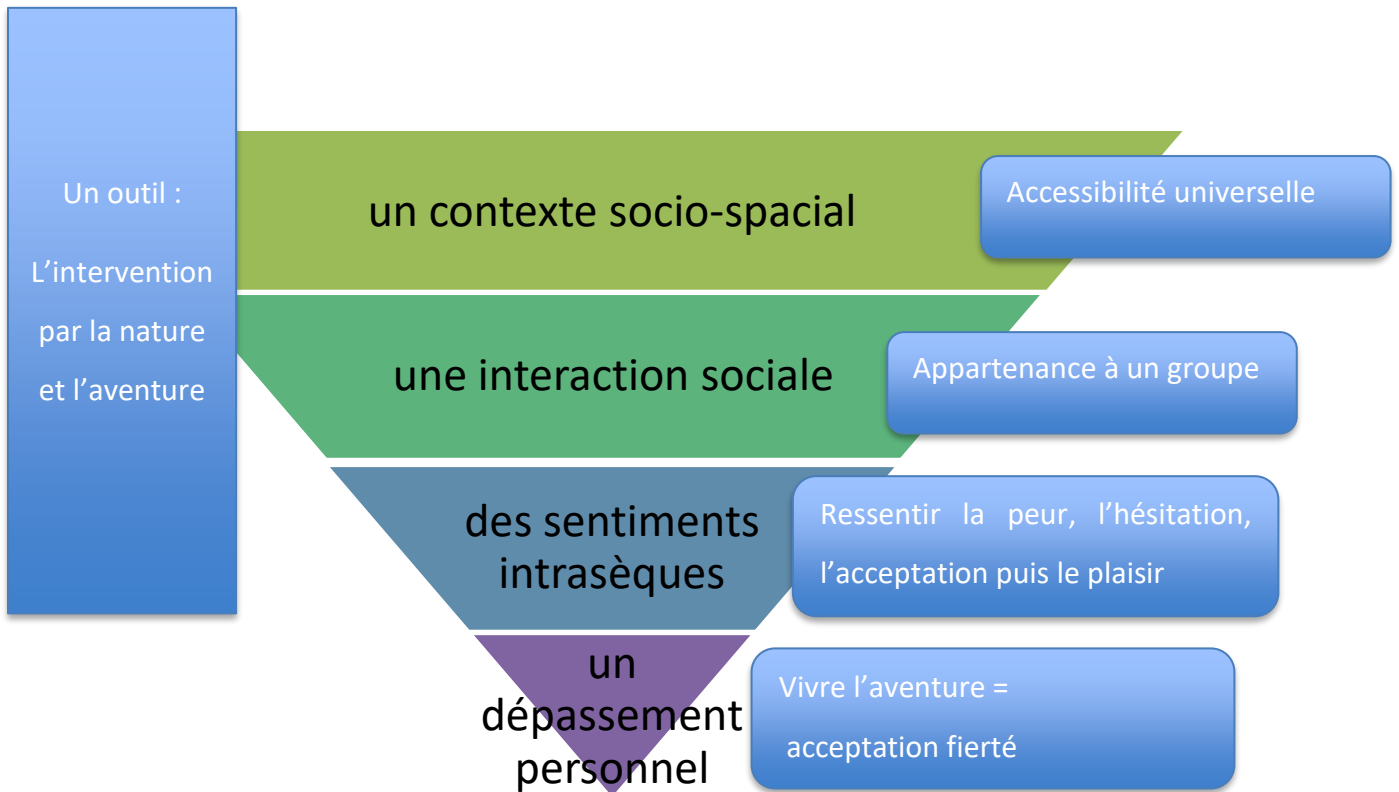 Un outil :
L’intervention
par la nature
et l’aventure
un contexte socio-spacial
Accessibilité universelle
une interaction sociale
Appartenance à un groupe
des sentiments
intrasèques
Ressentir la peur, l’hésitation,
l’acceptation puis le plaisir
un
dépassement
personnel
Vivre l’aventure =
acceptation fierté